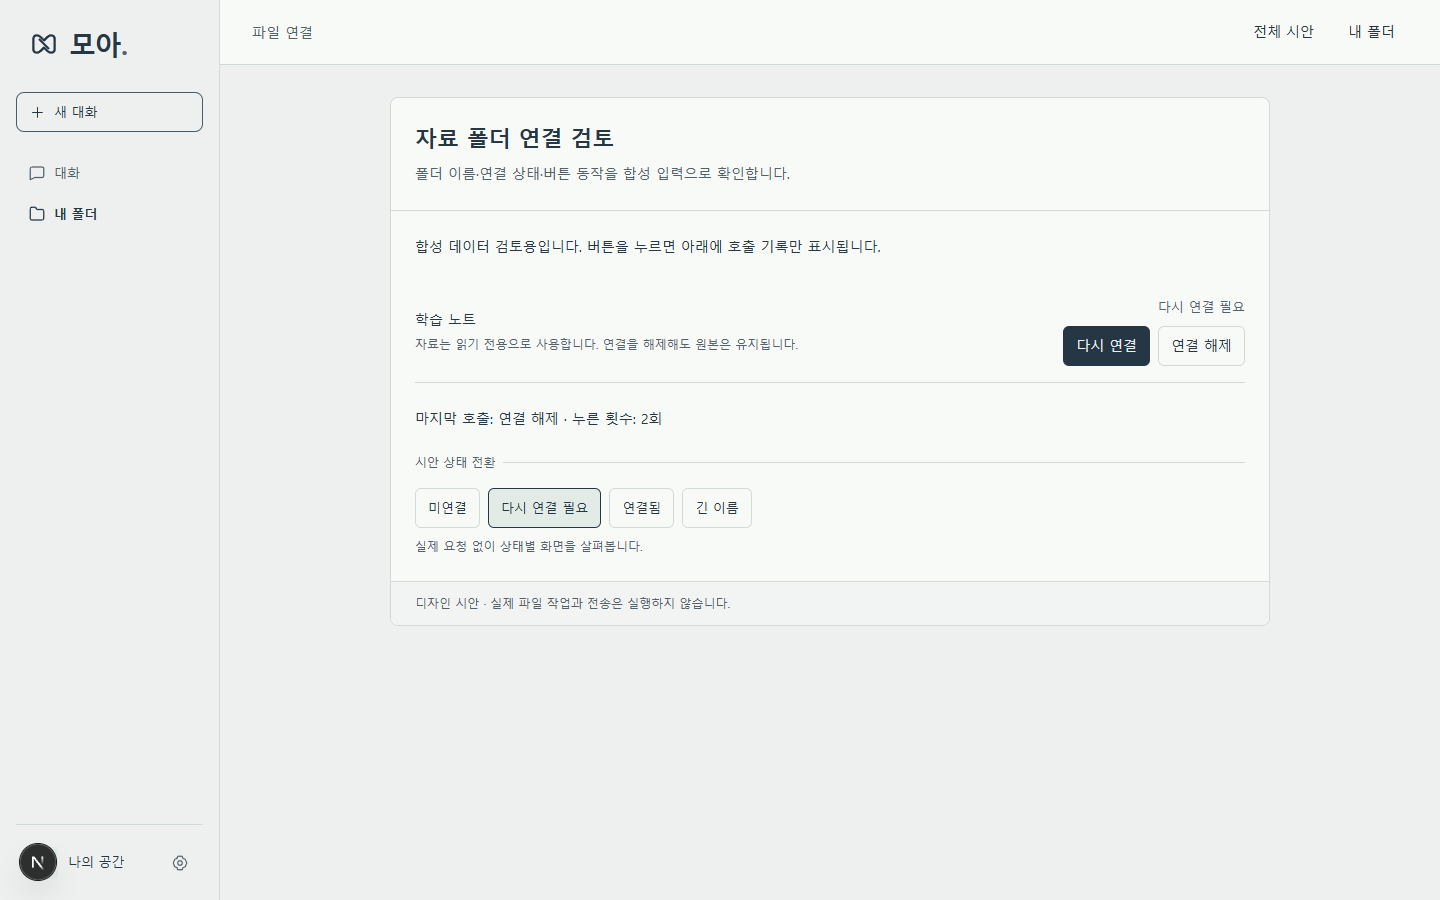 모아.
파일 연결
전체 시안
내 폴더
새 대화
대화
내 폴더
자료 폴더 연결 검토
폴더 이름·연결 상태·버튼 동작을 합성 입력으로 확인합니다.
합성 데이터 검토용입니다. 버튼을 누르면 아래에 호출 기록만 표시됩니다.
학습 노트
자료는 읽기 전용으로 사용합니다. 연결을 해제해도 원본은 유지됩니다.
다시 연결 필요
다시 연결
연결 해제
마지막 호출: 연결 해제 · 누른 횟수: 2회
시안 상태 전환
미연결
다시 연결 필요
연결됨
긴 이름
실제 요청 없이 상태별 화면을 살펴봅니다.
디자인 시안 · 실제 파일 작업과 전송은 실행하지 않습니다.
N
나의 공간